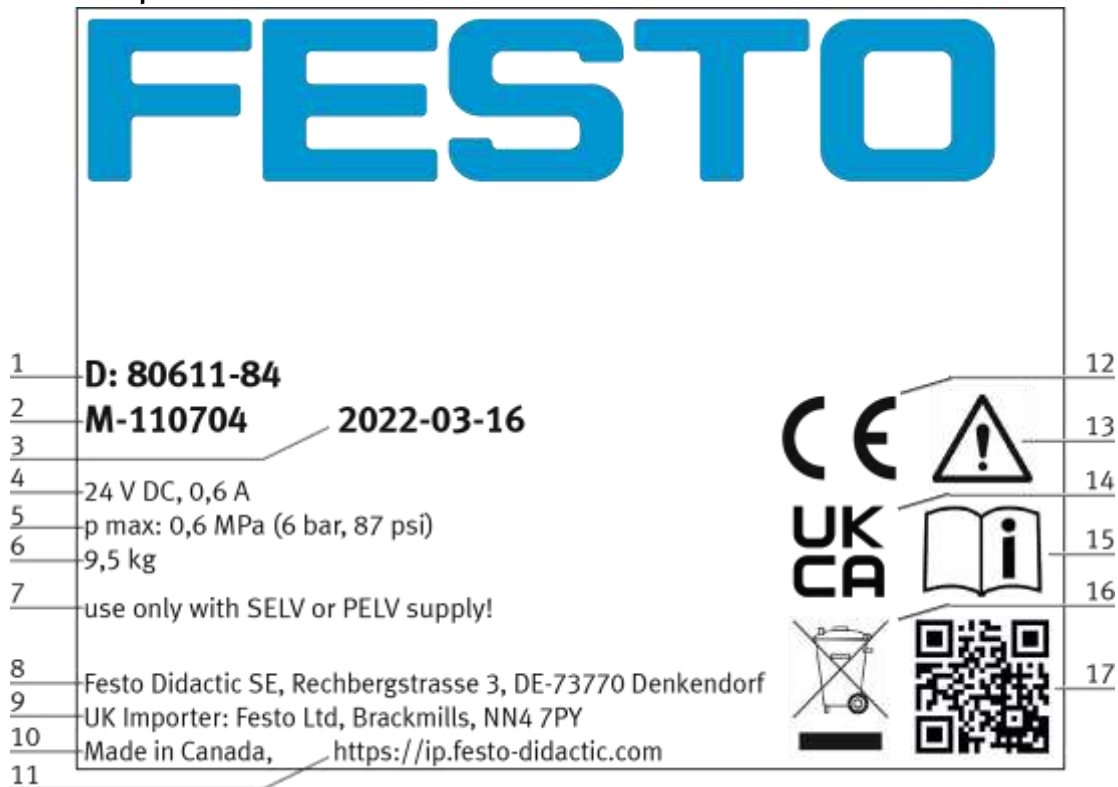 FESTO
1
D: 80611-84
12
2
M-110704 2022-03-16
CE
13
3
4
24 V DC, 0,6 A
14
5
p max: 0,6 MPa (6 bar, 87 psi)
UK
CA
i
15
6
9,5 kg
16
7
use only with SELV or PELV supply!
8
Festo Didactic SE, Rechbergstrasse 3, DE-73770 Denkendorf
17
9
UK Importer: Festo Ltd, Brackmills, NN4 7PY
10
Made in Canada, https://ip.festo-didactic.com
11